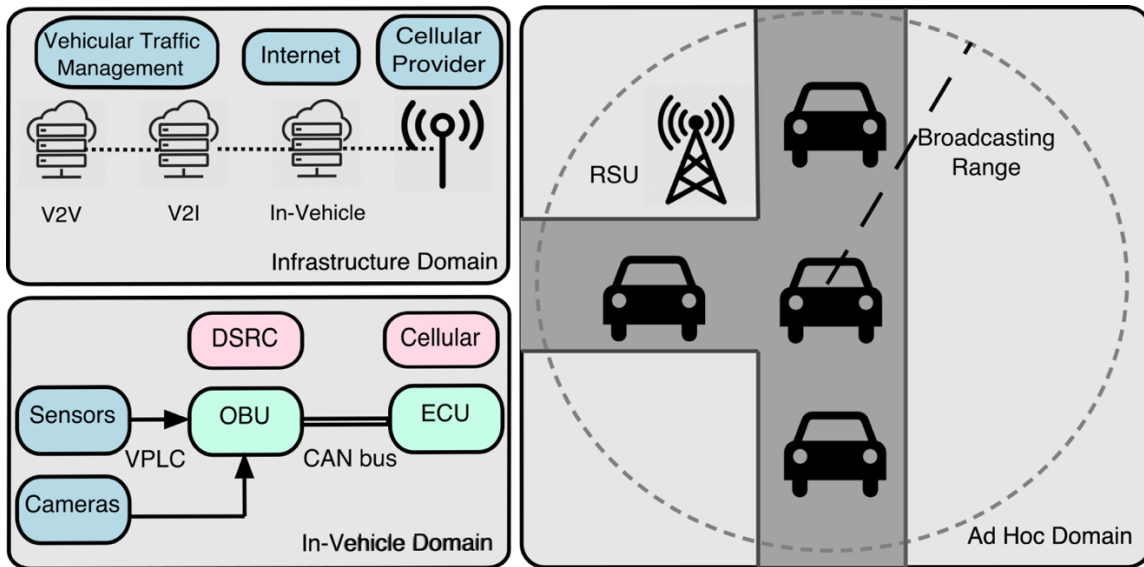 Vehicular Traffic
Management
Internet
Cellular
Provider
V2V
V2I
In-Vehicle
Infrastructure Domain
DSRC
Cellular
Sensors
OBU
ECU
VPLC
CAN bus
Cameras
In-Vehicle Domain
RSU
Broadcasting
Range
Ad Hoc Domain